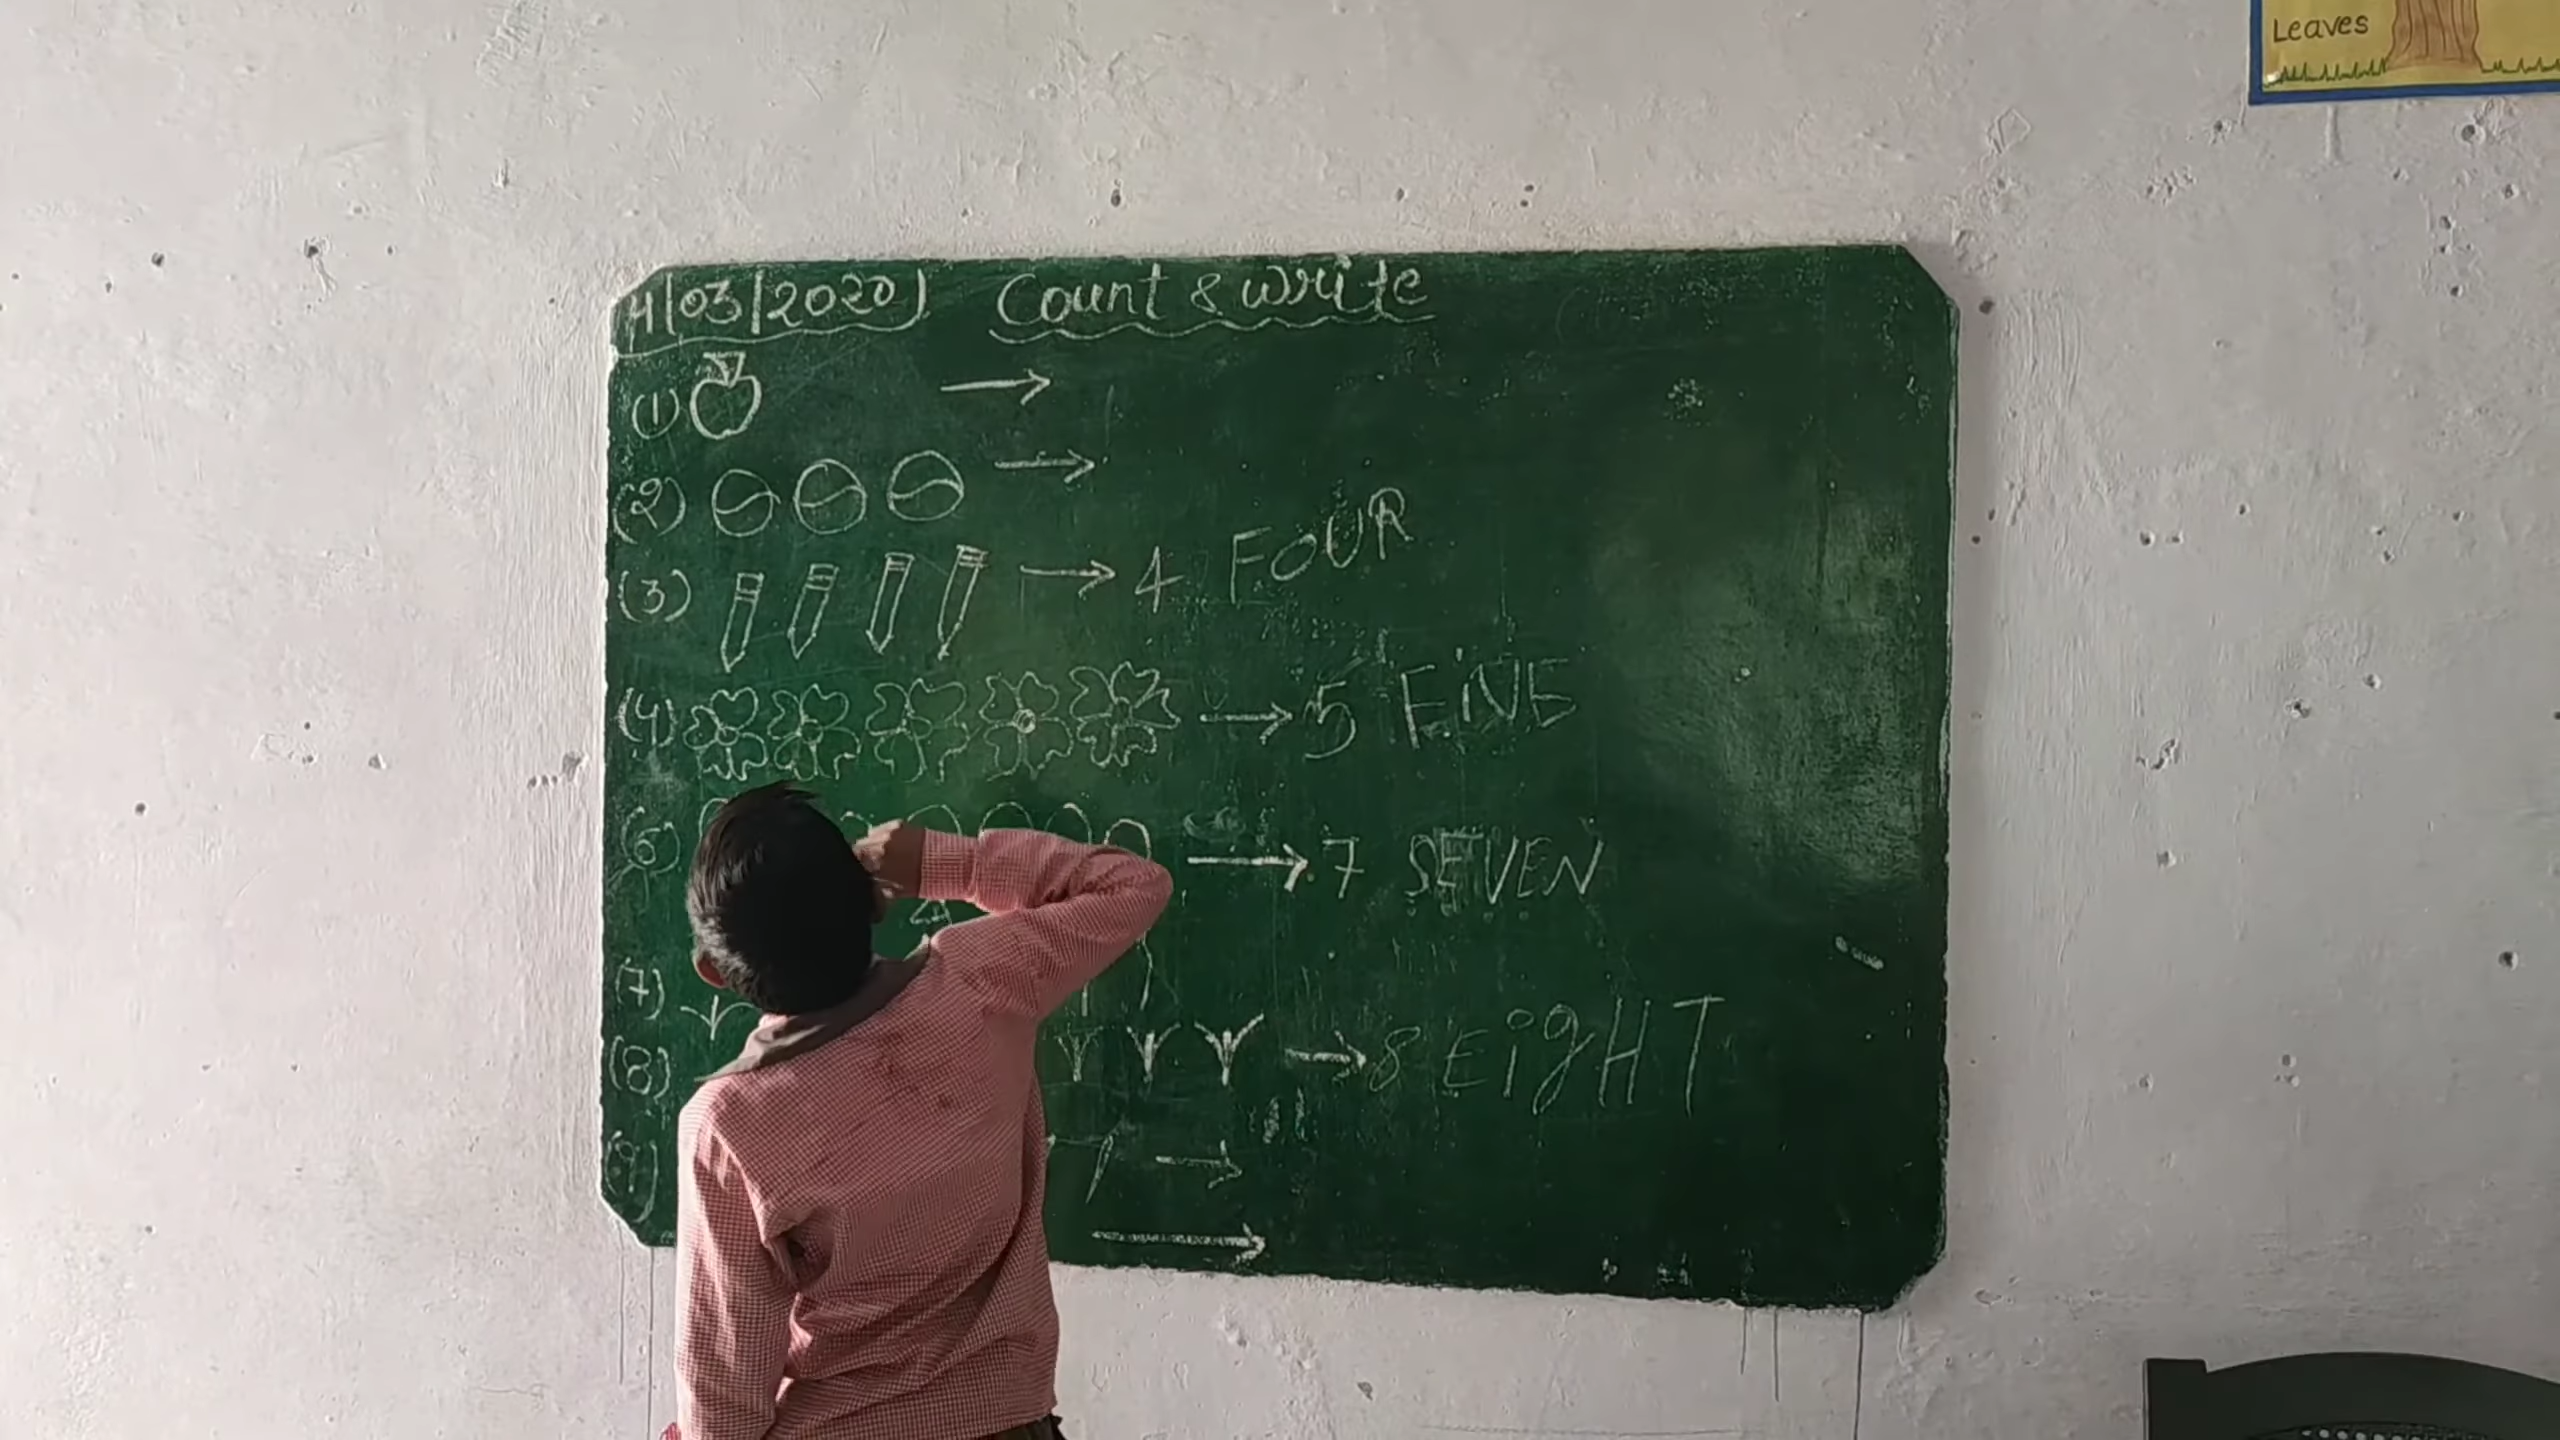 Leaves
4/03/2020 Count & write
(1) →
(2) →
(3) → 4 FOUR
(4) → 5 FIVE
(6) → 7 SEVEN
(7)
(8) → 8 EigHT
(9) →
→